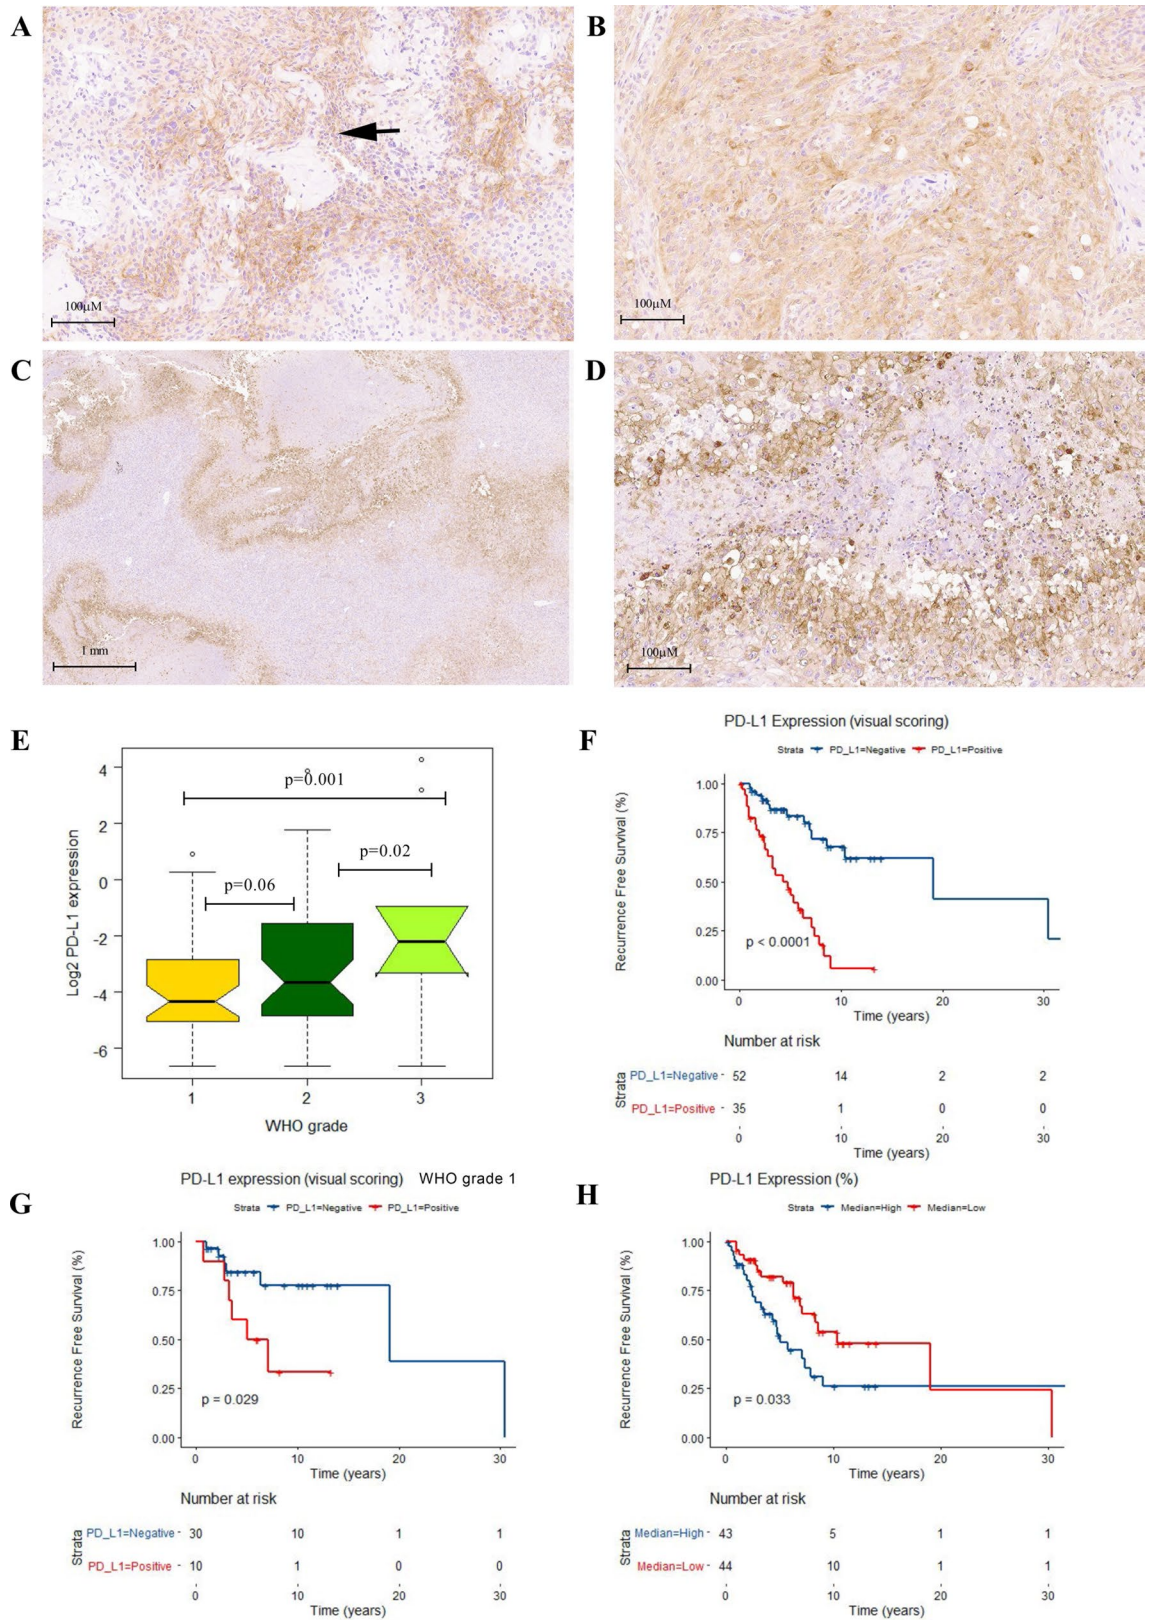 A
B
100µM
100µM
C
D
1 mm
100µM
E
Log2 PD-L1 expression
4
2
0
-2
-4
-6
p=0.001
p=0.02
p=0.06
1
2
3
WHO grade
F
PD-L1 Expression (visual scoring)
Strata PD_L1=Negative PD_L1=Positive
Recurrence Free Survival (%)
1.00
0.75
0.50
0.25
0.00
p < 0.0001
0 10 20 30
Time (years)
Number at risk
Strata
PD_L1=Negative 52 14 2 2
PD_L1=Positive 35 1 0 0
0 10 20 30
Time (years)
G
PD-L1 expression (visual scoring) WHO grade 1
Strata PD_L1=Negative PD_L1=Positive
Recurrence Free Survival (%)
1.00
0.75
0.50
0.25
0.00
p = 0.029
0 10 20 30
Time (years)
Number at risk
Strata
PD_L1=Negative 30 10 1 1
PD_L1=Positive 10 1 0 0
0 10 20 30
Time (years)
H
PD-L1 Expression (%)
Strata Median=High Median=Low
Recurrence Free Survival (%)
1.00
0.75
0.50
0.25
0.00
p = 0.033
0 10 20 30
Time (years)
Number at risk
Strata
Median=High 43 5 1 1
Median=Low 44 10 1 1
0 10 20 30
Time (years)